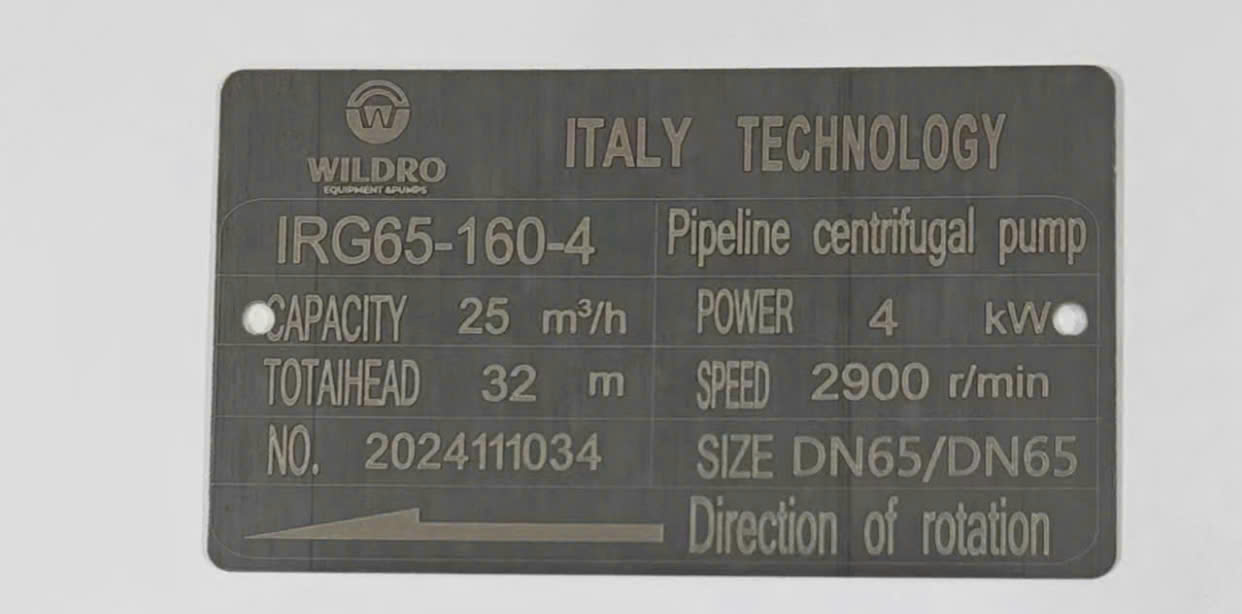 W
WILDRO
EQUIPMENT &PUMPS
ITALY TECHNOLOGY
IRG65-160-4 Pipeline centrifugal pump
CAPACITY 25 m³/h POWER 4 kW
TOTAIHEAD 32 m SPEED 2900 r/min
NO. 2024111034 SIZE DN65/DN65
Direction of rotation